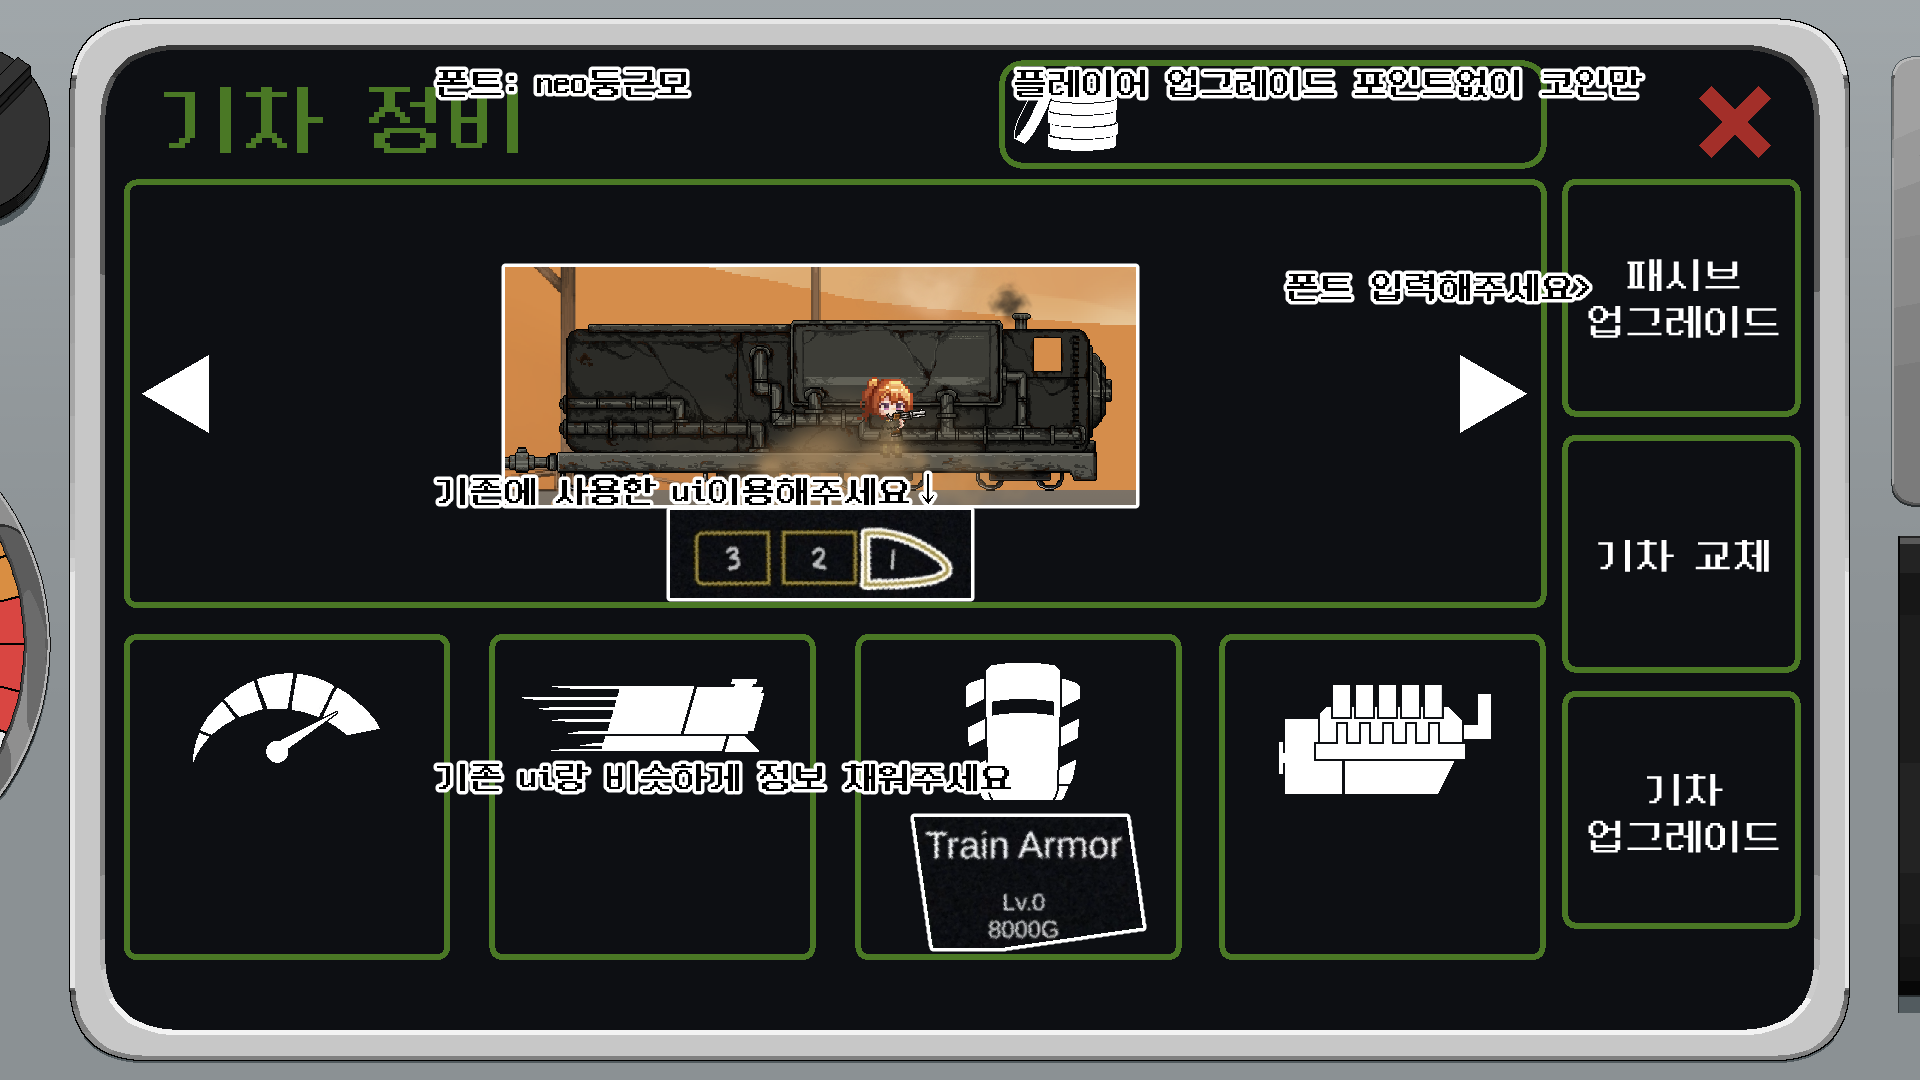 기차 정비
폰트: neo둥근모
플레이어 업그레이드 포인트없이 코인만
폰트 입력해주세요>
패시브
업그레이드
기존에 사용한 ui이용해주세요↓
3 2 1
기차 교체
기존 ui랑 비슷하게 정보 채워주세요
Train Armor
Lv.0
8000G
기차
업그레이드